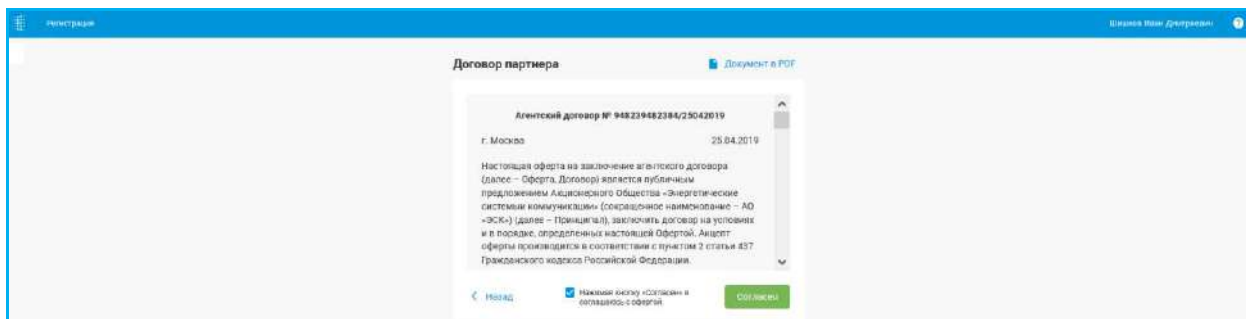 Регистрация
Иван Дмитриевич
Договор партнера
Документ в PDF
Агентский договор № 948239482384/25042019
г. Москва 25.04.2019
Настоящая оферта на заключение агентского договора
(далее – Оферта, Договор) является публичным
предложением Акционерного Общества «Энергетические
системы коммуникации» (сокращенное наименование – АО
«ЭСК») (далее – Принципал), заключить договор на условиях
и в порядке, определенных настоящей Офертой. Акцепт
оферты производится в соответствии с пунктом 2 статьи 437
Гражданского кодекса Российской Федерации.
Назад
Нажимая кнопку «Согласен» я
соглашаюсь с офертой
Согласен